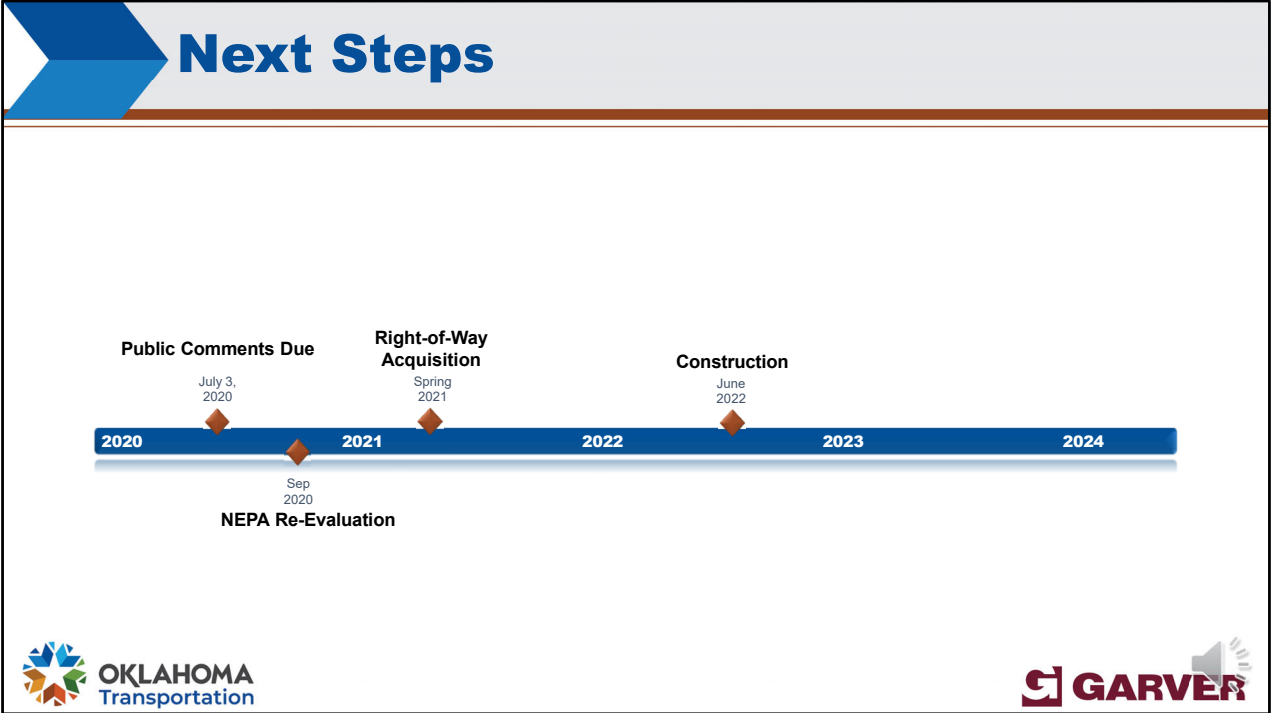 Next Steps
Public Comments Due
July 3,
2020
Right-of-Way
Acquisition
Spring
2021
Construction
June
2022
2020
2021
2022
2023
2024
Sep
2020
NEPA Re-Evaluation
OKLAHOMA
Transportation
GARVER